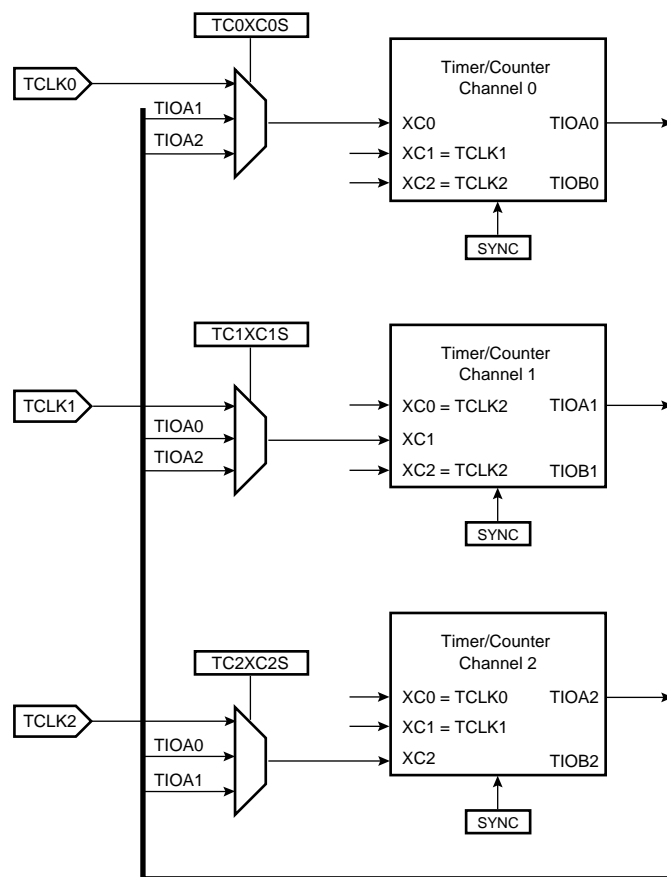 TC0XC0S
TCLK0
TIOA1
TIOA2
Timer/Counter
Channel 0
XC0
TIOA0
XC1 = TCLK1
XC2 = TCLK2
TIOB0
SYNC
TC1XC1S
TCLK1
TIOA0
TIOA2
Timer/Counter
Channel 1
XC0 = TCLK2
TIOA1
XC1
XC2 = TCLK2
TIOB1
SYNC
TC2XC2S
TCLK2
TIOA0
TIOA1
Timer/Counter
Channel 2
XC0 = TCLK0
TIOA2
XC1 = TCLK1
XC2
TIOB2
SYNC